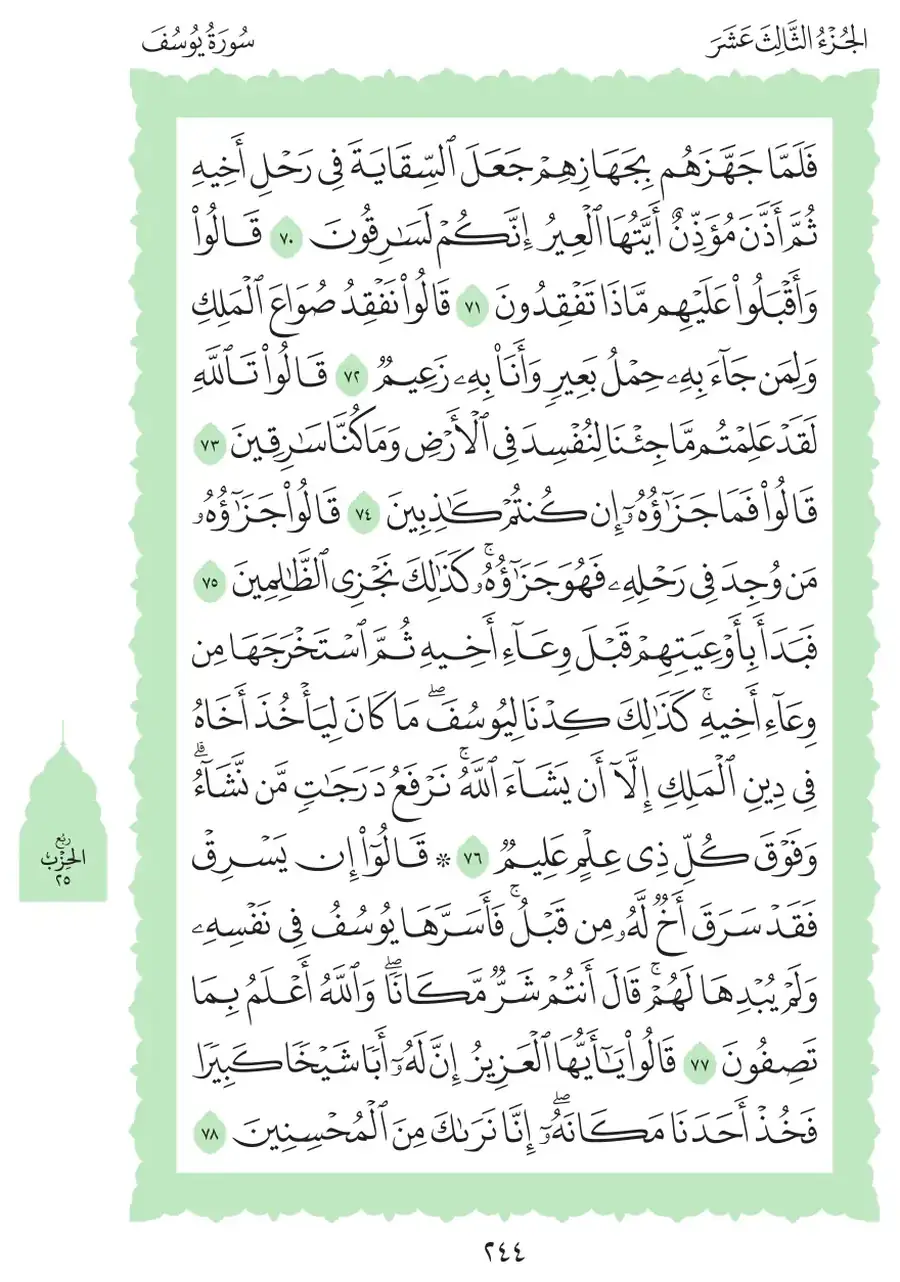 الجُزْءُ الثَّالِثَ عَشَرَ
سُورَةُ يُوسُفَ
فَلَمَّا جَهَّزَهُم بِجَهَازِهِمۡ جَعَلَ ٱلسِّقَايَةَ فِي رَحۡلِ أَخِيهِ
ثُمَّ أَذَّنَ مُؤَذِّنٌ أَيَّتُهَا ٱلۡعِيرُ إِنَّكُمۡ لَسَٰرِقُونَ ٧٠ قَالُواْ
وَأَقۡبَلُواْ عَلَيۡهِم مَّاذَا تَفۡقِدُونَ ٧١ قَالُواْ نَفۡقِدُ صُوَاعَ ٱلۡمَلِكِ
وَلِمَن جَآءَ بِهِۦ حِمۡلُ بَعِيرٖ وَأَنَا۠ بِهِۦ زَعِيمٞ ٧٢ قَالُواْ تَٱللَّهِ
لَقَدۡ عَلِمۡتُم مَّا جِئۡنَا لِنُفۡسِدَ فِي ٱلۡأَرۡضِ وَمَا كُنَّا سَٰرِقِينَ ٧٣
قَالُواْ فَمَا جَزَٰٓؤُهُۥٓ إِن كُنتُمۡ كَٰذِبِينَ ٧٤ قَالُواْ جَزَٰٓؤُهُۥ
مَن وُجِدَ فِي رَحۡلِهِۦ فَهُوَ جَزَٰٓؤُهُۥۚ كَذَٰلِكَ نَجۡزِي ٱلظَّٰلِمِينَ ٧٥
فَبَدَأَ بِأَوۡعِيَتِهِمۡ قَبۡلَ وِعَآءِ أَخِيهِ ثُمَّ ٱسۡتَخۡرَجَهَا مِن
وِعَآءِ أَخِيهِۚ كَذَٰلِكَ كِدۡنَا لِيُوسُفَۖ مَا كَانَ لِيَأۡخُذَ أَخَاهُ
فِي دِينِ ٱلۡمَلِكِ إِلَّآ أَن يَشَآءَ ٱللَّهُۚ نَرۡفَعُ دَرَجَٰتٖ مَّن نَّشَآءُۗ
وَفَوۡقَ كُلِّ ذِي عِلۡمٍ عَلِيمٞ ٧٦ * قَالُوٓاْ إِن يَسۡرِقۡ
فَقَدۡ سَرَقَ أَخٞ لَّهُۥ مِن قَبۡلُۚ فَأَسَرَّهَا يُوسُفُ فِي نَفۡسِهِۦ
وَلَمۡ يُبۡدِهَا لَهُمۡۚ قَالَ أَنتُمۡ شَرّٞ مَّكَانٗاۖ وَٱللَّهُ أَعۡلَمُ بِمَا
تَصِفُونَ ٧٧ قَالُواْ يَٰٓأَيُّهَا ٱلۡعَزِيزُ إِنَّ لَهُۥٓ أَبٗا شَيۡخٗا كَبِيرٗا
فَخُذۡ أَحَدَنَا مَكَانَهُۥٓۖ إِنَّا نَرَىٰكَ مِنَ ٱلۡمُحۡسِنِينَ ٧٨
رُبْع
الحِزْب
٢٥
٢٤٤